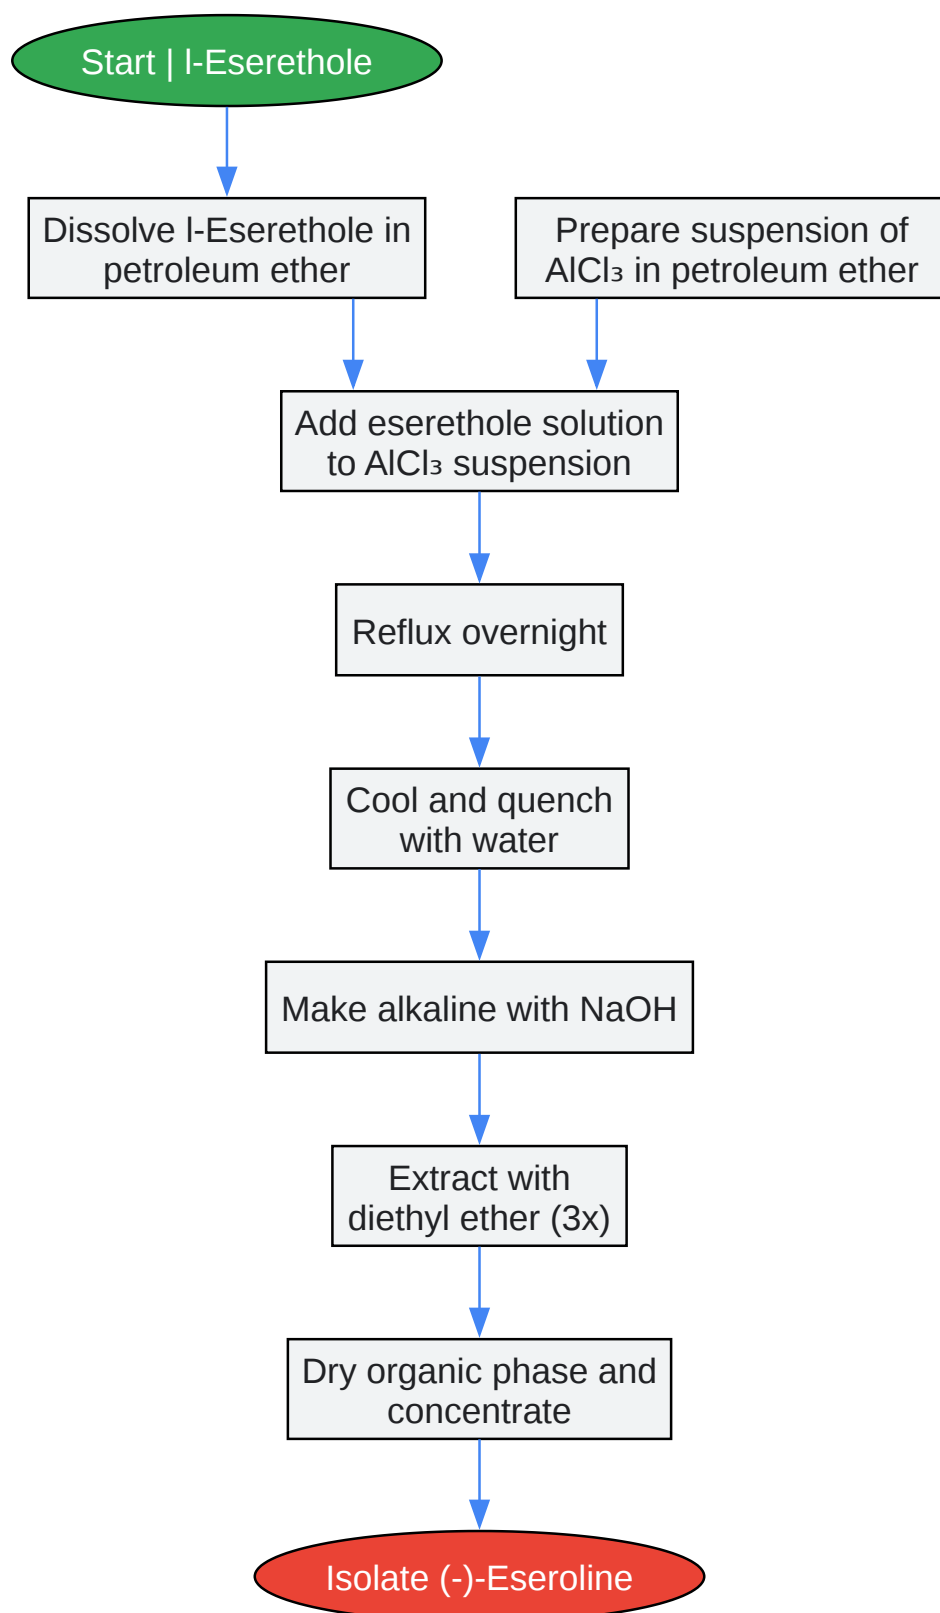 Start | l-Eserethole
Dissolve l-Eserethole in
petroleum ether
Prepare suspension of
AlCl₃ in petroleum ether
Add eserethole solution
to AlCl₃ suspension
Reflux overnight
Cool and quench
with water
Make alkaline with NaOH
Extract with
diethyl ether (3x)
Dry organic phase and
concentrate
Isolate (-)-Eseroline